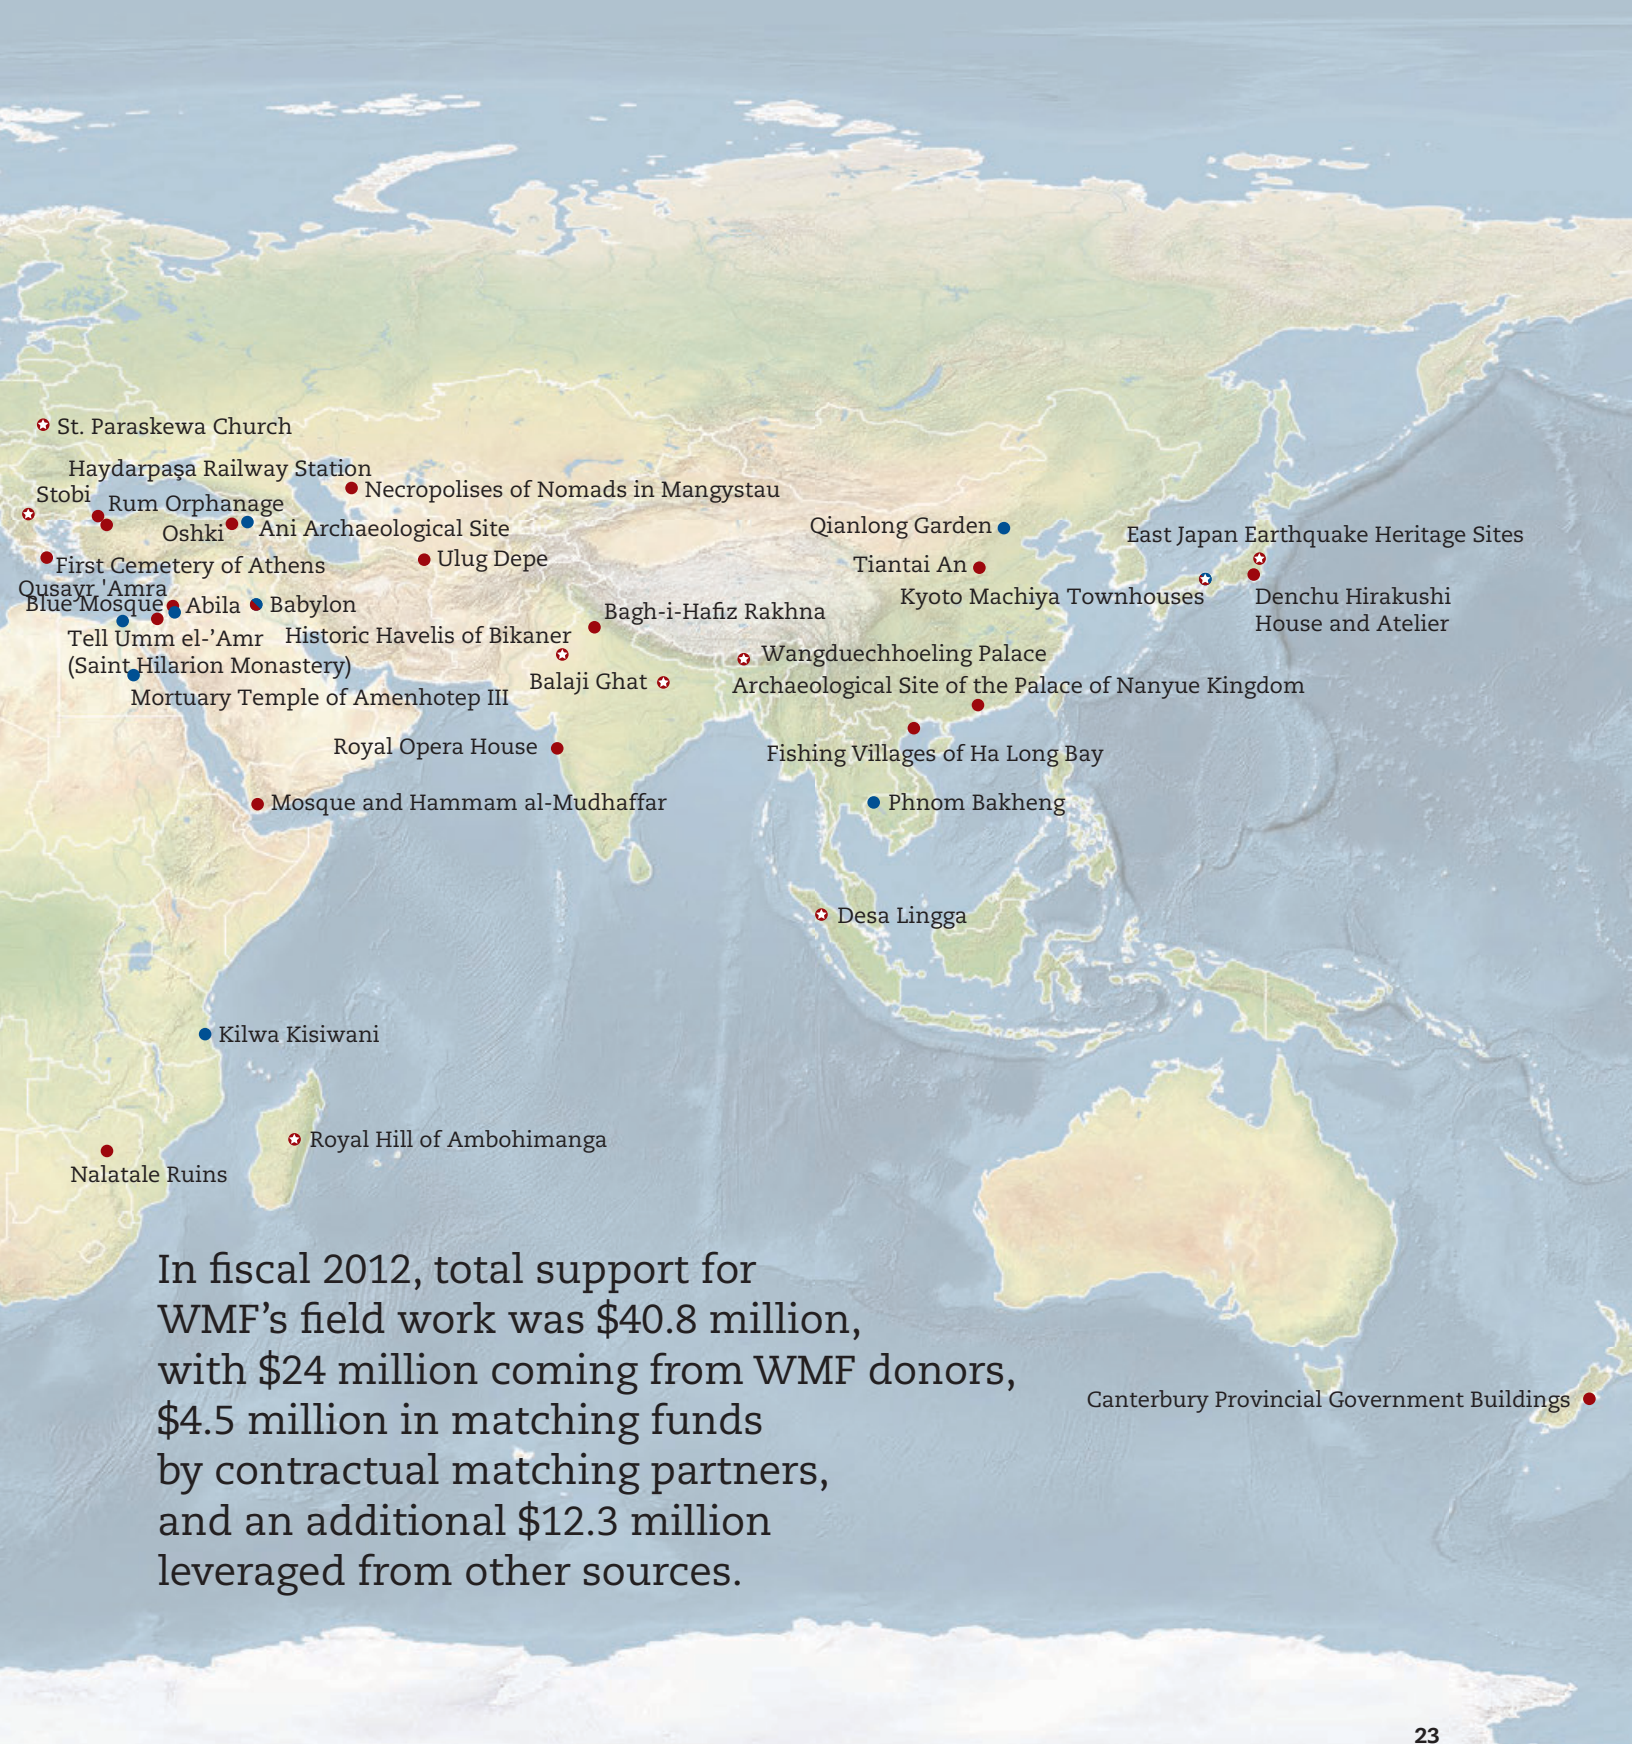 St. Paraskewa Church
Haydarpaşa Railway Station
Necropolises of Nomads in Mangystau
Stobi
Rum Orphanage
Oshki
Ani Archaeological Site
Qianlong Garden
East Japan Earthquake Heritage Sites
First Cemetery of Athens
Ulug Depe
Tiantai An
Qusayr 'Amra
Blue Mosque
Abila
Babylon
Kyoto Machiya Townhouses
Denchu Hirakushi
House and Atelier
Bagh-i-Hafiz Rakhna
Tell Umm el-’Amr
(Saint Hilarion Monastery)
Historic Havelis of Bikaner
Wangduechhoeling Palace
Balaji Ghat
Archaeological Site of the Palace of Nanyue Kingdom
Mortuary Temple of Amenhotep III
Royal Opera House
Fishing Villages of Ha Long Bay
Mosque and Hammam al-Mudhaffar
Phnom Bakheng
Desa Lingga
Kilwa Kisiwani
Royal Hill of Ambohimanga
Nalatale Ruins
In fiscal 2012, total support for
WMF’s field work was $40.8 million,
with $24 million coming from WMF donors,
$4.5 million in matching funds
by contractual matching partners,
and an additional $12.3 million
leveraged from other sources.
Canterbury Provincial Government Buildings
23